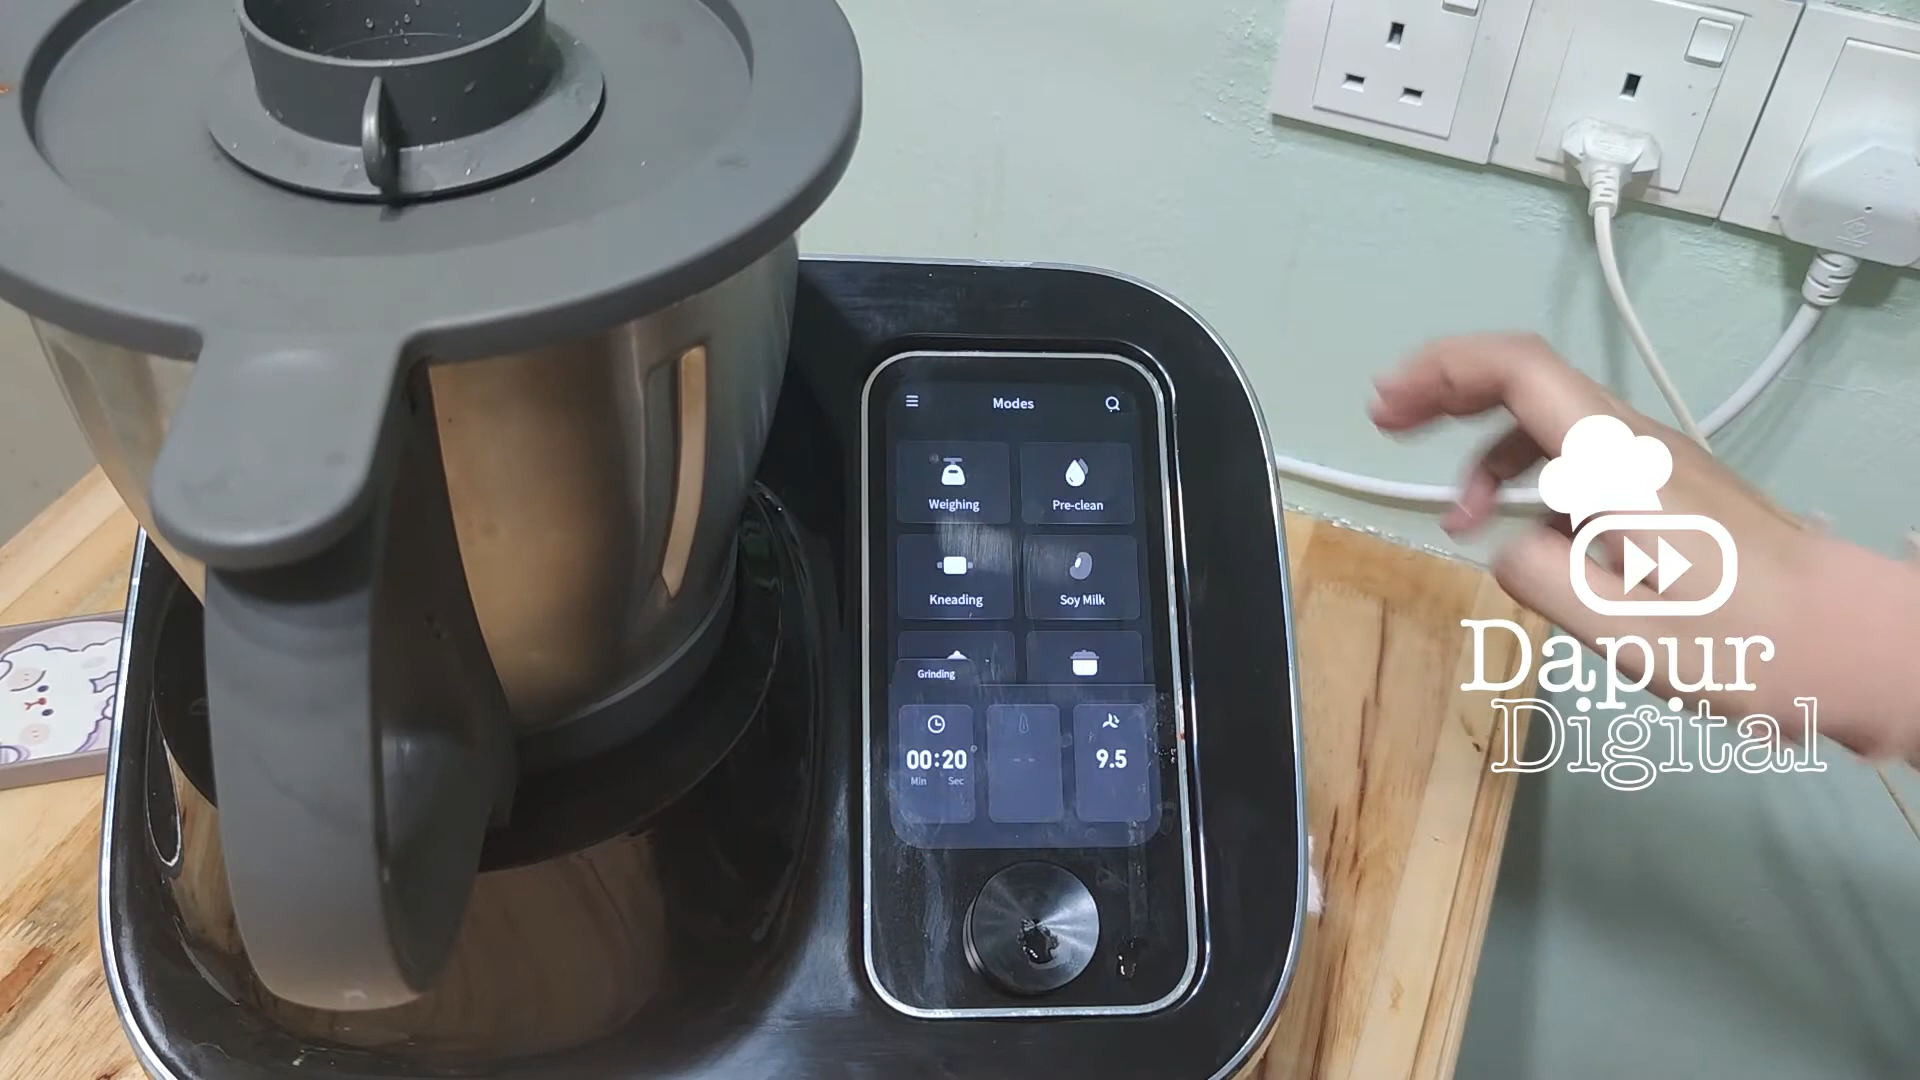 Modes
Weighing
Pre-clean
Kneading
Soy Milk
Grinding
00:20
Min Sec
- -
9.5
Dapur
Digital